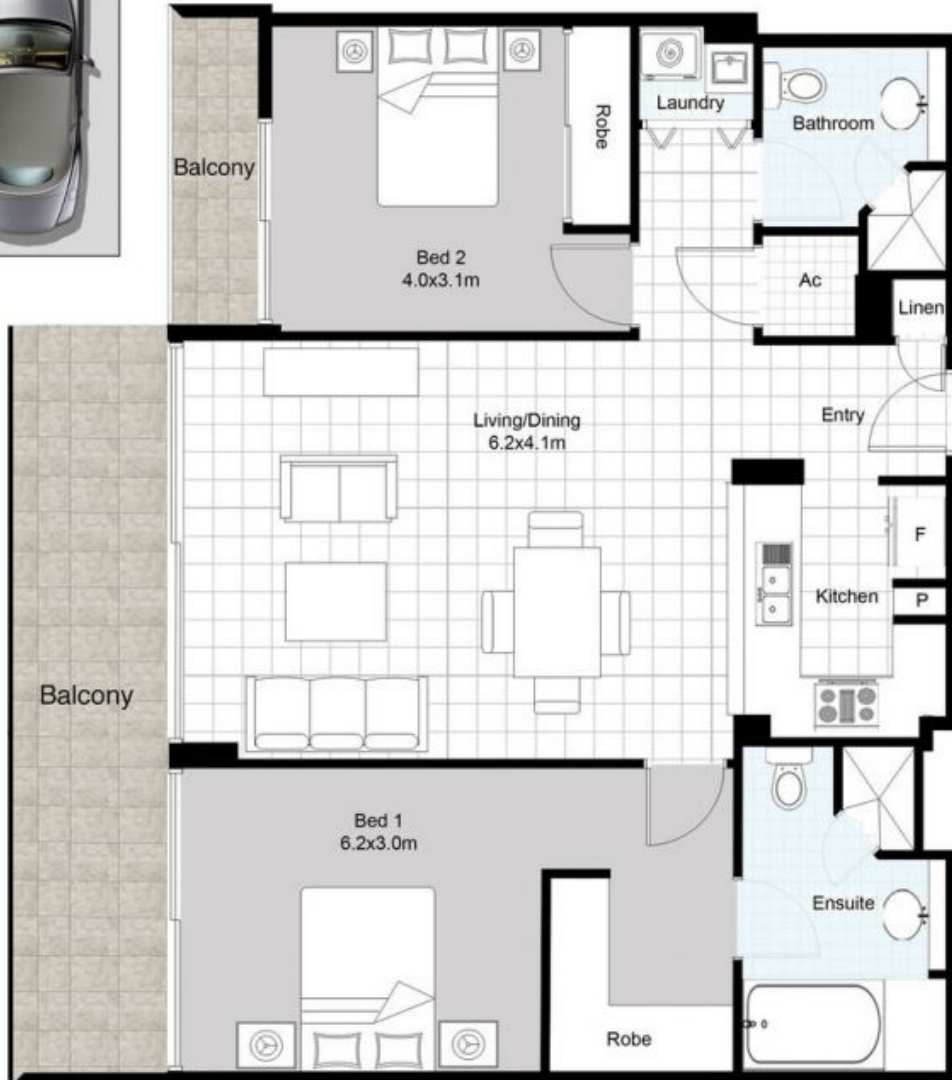 Balcony
Bed 2
4.0x3.1m
Robe
Laundry
Bathroom
Ac
Linen
Living/Dining
6.2x4.1m
Entry
F
Kitchen
P
Balcony
Bed 1
6.2x3.0m
Ensuite
Robe